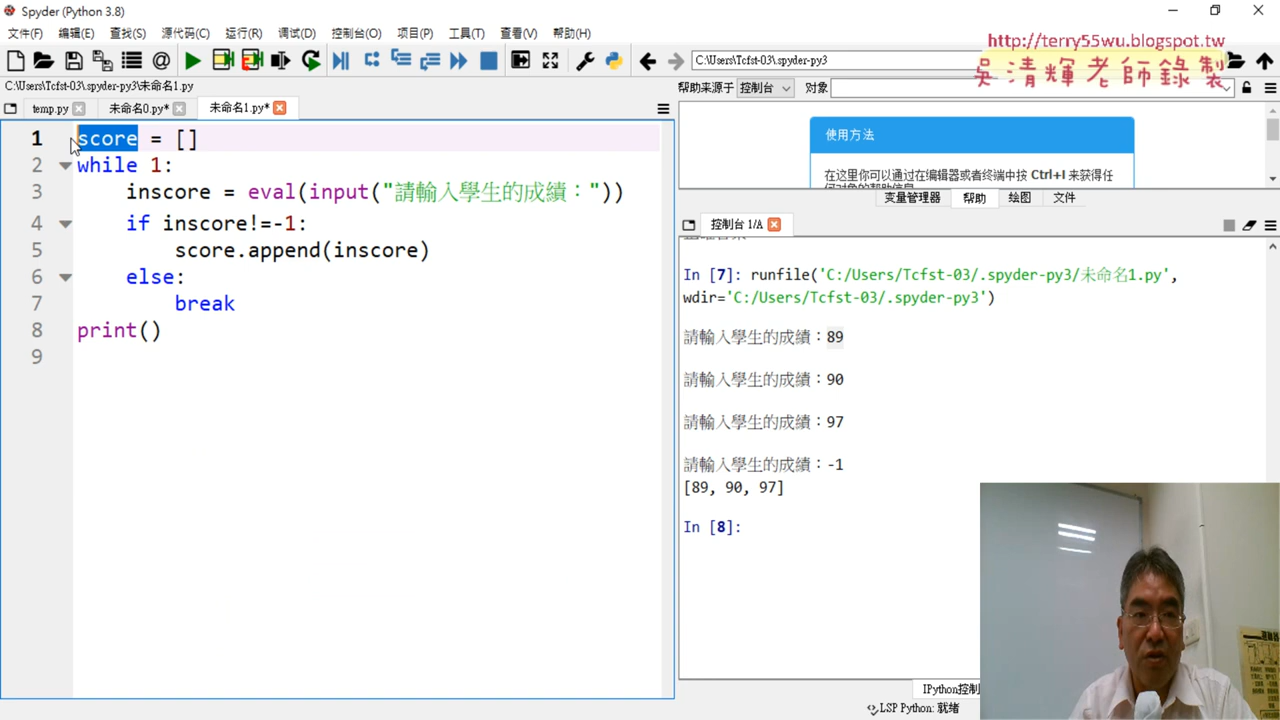 Spyder (Python 3.8)
文件(F) 编辑(E) 查找(S) 源代码(C) 运行(R) 调试(D) 控制台(O) 项目(P) 工具(T) 查看(V) 帮助(H)
C:\Users\Tcfst-03\.spyder-py3
http://terry55wu.blogspot.tw
吳清輝老師錄製
C:\Users\Tcfst-03\.spyder-py3\未命名1.py
temp.py 未命名0.py* 未命名1.py*
1 score = []
2 while 1:
3 inscore = eval(input("請輸入學生的成績："))
4 if inscore!=-1:
5 score.append(inscore)
6 else:
7 break
8 print()
9
帮助来源于 控制台 对象
使用方法
在这里你可以通过在编辑器或者终端中按 Ctrl+I 来获得任
何对象的帮助信息
变量管理器 帮助 绘图 文件
控制台 1/A
In [7]: runfile('C:/Users/Tcfst-03/.spyder-py3/未命名1.py',
wdir='C:/Users/Tcfst-03/.spyder-py3')
請輸入學生的成績：89
請輸入學生的成績：90
請輸入學生的成績：97
請輸入學生的成績：-1
[89, 90, 97]
In [8]:
IPython控制
LSP Python: 就绪